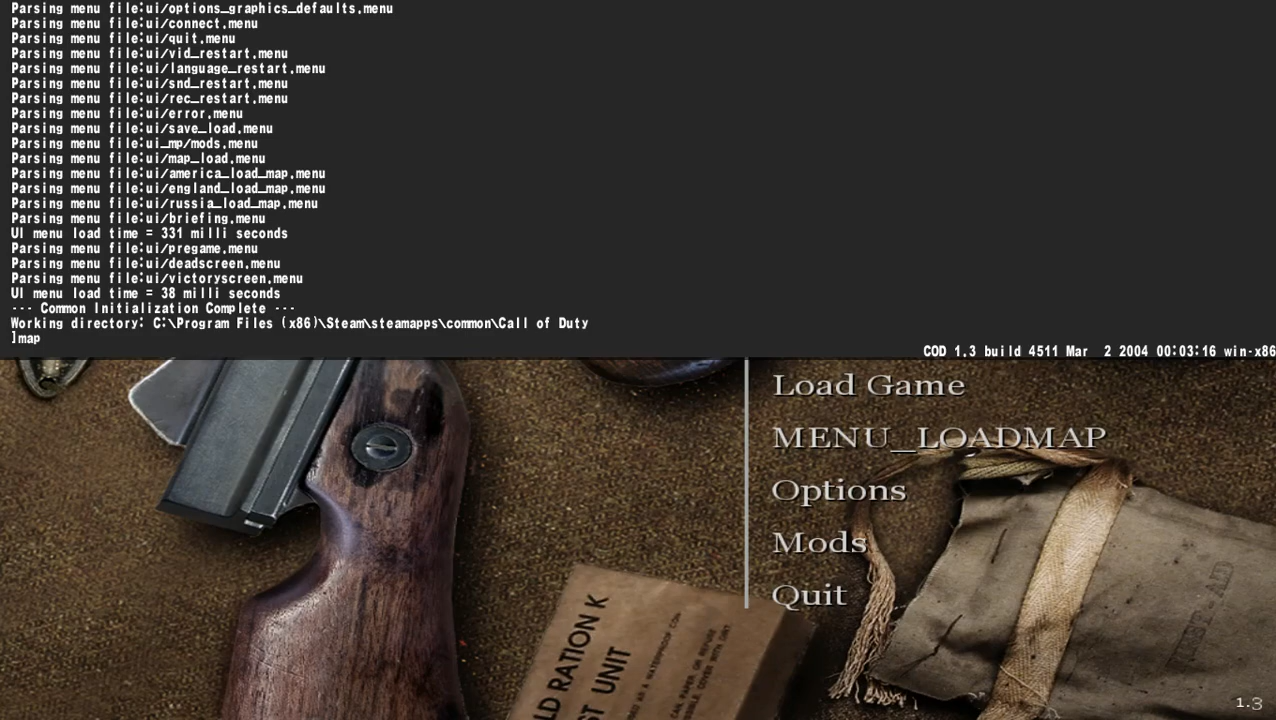 Parsing menu file:ui/options_graphics_defaults.menu
Parsing menu file:ui/connect.menu
Parsing menu file:ui/quit.menu
Parsing menu file:ui/vid_restart.menu
Parsing menu file:ui/language_restart.menu
Parsing menu file:ui/snd_restart.menu
Parsing menu file:ui/rec_restart.menu
Parsing menu file:ui/error.menu
Parsing menu file:ui/save_load.menu
Parsing menu file:ui_mp/mods.menu
Parsing menu file:ui/map_load.menu
Parsing menu file:ui/america_load_map.menu
Parsing menu file:ui/england_load_map.menu
Parsing menu file:ui/russia_load_map.menu
Parsing menu file:ui/briefing.menu
UI menu load time = 331 milli seconds
Parsing menu file:ui/pregame.menu
Parsing menu file:ui/deadscreen.menu
Parsing menu file:ui/victoryscreen.menu
UI menu load time = 38 milli seconds
--- Common Initialization Complete ---
Working directory: C:\Program Files (x86)\Steam\steamapps\common\Call of Duty
]map
COD 1.3 build 4511 Mar  2 2004 00:03:16 win-x86
Load Game
MENU_LOADMAP
Options
Mods
Quit
LD RATION K
ST UNIT
FIRST-AID
1.3